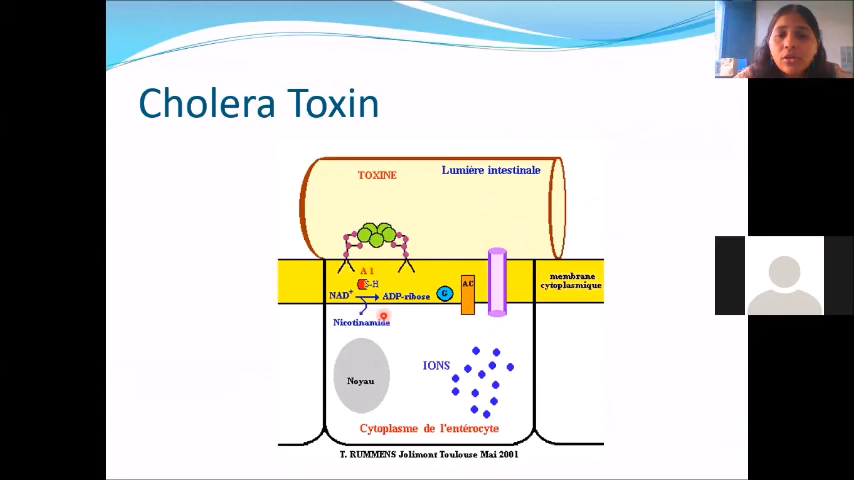 Cholera Toxin
TOXINE
Lumière intestinale
A 1
S-H
NAD+
ADP-ribose
G
AC
membrane
cytoplasmique
Nicotinamide
IONS
Noyau
Cytoplasme de l'entérocyte
T. RUMMENS Jolimont Toulouse Mai 2001